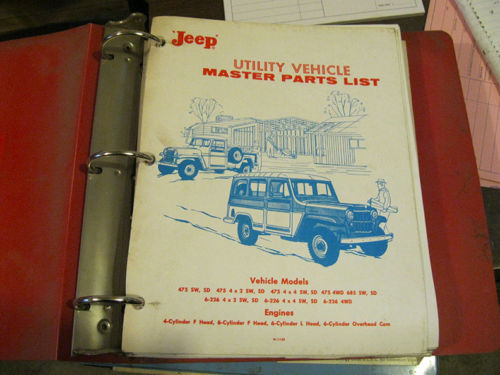 'Jeep'
UTILITY VEHICLE
MASTER PARTS LIST
Vehicle Models
475 SW, SD 475 4 x 2 SW, SD 475 4 x 4 SW, SD 475 4WD 685 SW, SD
6-226 4 x 2 SW, SD 6-226 4 x 4 SW, SD 6-226 4WD
Engines
4-Cylinder F Head, 6-Cylinder F Head, 6-Cylinder L Head, 6-Cylinder Overhead Cam